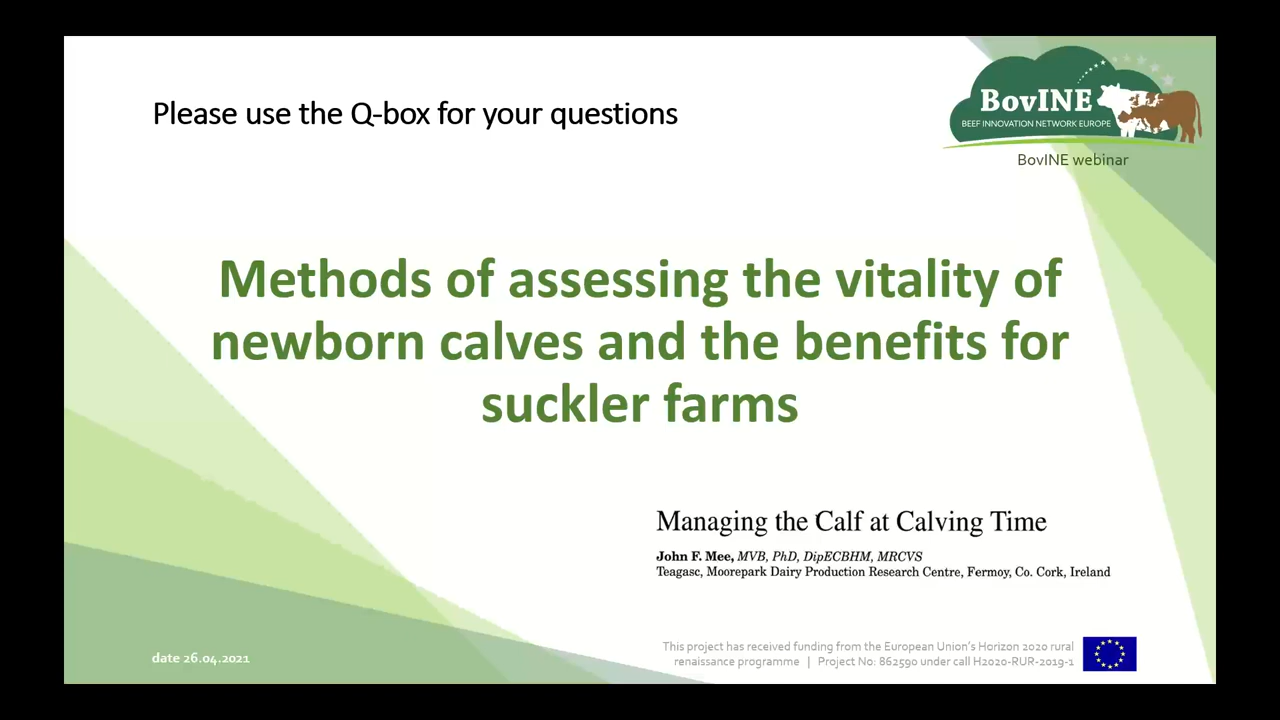 Please use the Q-box for your questions
BovINE
BEEF INNOVATION NETWORK EUROPE
BovINE webinar
Methods of assessing the vitality of
newborn calves and the benefits for
suckler farms
Managing the Calf at Calving Time
John F. Mee, MVB, PhD, DipECBHM, MRCVS
Teagasc, Moorepark Dairy Production Research Centre, Fermoy, Co. Cork, Ireland
date 26.04.2021
This project has received funding from the European Union's Horizon 2020 rural
renaissance programme | Project No: 862590 under call H2020-RUR-2019-1